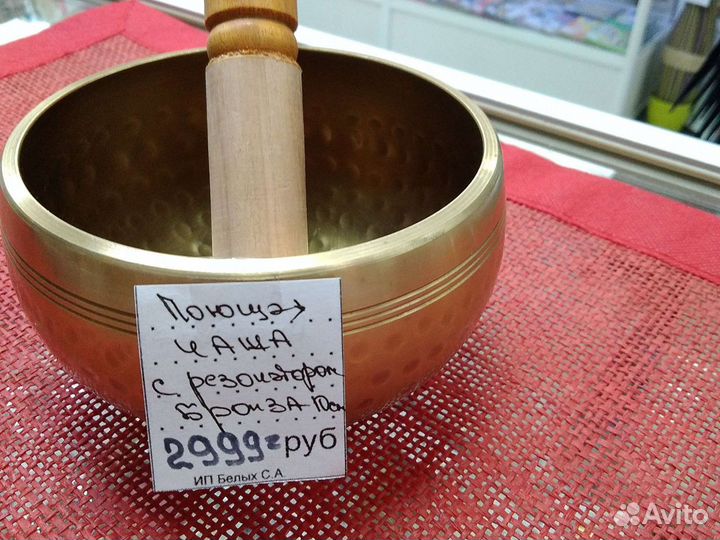 Поющая
ЧАША
с резонатором
БРОНЗА
2999= руб
ИП Белых С.А
Avito